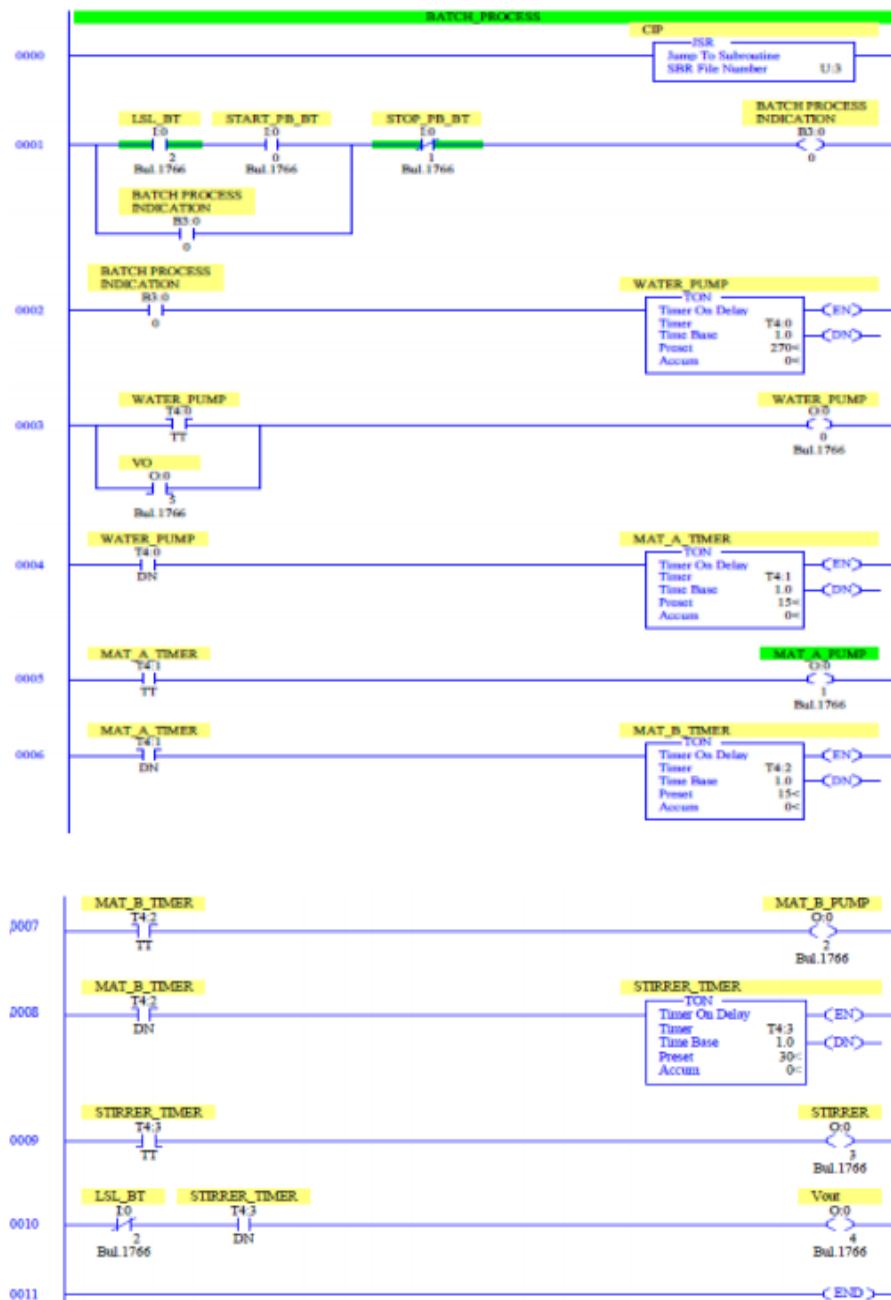 BATCH_PROCESS
CIP
JSR
0000
Jump To Subroutine
SBR File Number U:3
LSL_BT START_PB_BT STOP_PB_BT BATCH PROCESS
INDICATION
I:0 I:0 I:0 B3:0
0001
2 0 1 0
Bul.1766 Bul.1766 Bul.1766
BATCH PROCESS
INDICATION
B3:0
0
BATCH PROCESS
INDICATION
B3:0
0002
0
WATER_PUMP
TON
Timer On Delay (EN)
Timer T4:0
Time Base 1.0 (DN)
Preset 270<
Accum 0<
WATER_PUMP WATER_PUMP
T4:0 O:0
0003
TT 0
Bul.1766
VO
O:0
5
Bul.1766
WATER_PUMP MAT_A_TIMER
T4:0 TON
0004
DN
Timer On Delay (EN)
Timer T4:1
Time Base 1.0 (DN)
Preset 15<
Accum 0<
MAT_A_TIMER MAT_A_PUMP
T4:1 O:0
0005
TT 1
Bul.1766
MAT_A_TIMER MAT_B_TIMER
T4:1 TON
0006
DN
Timer On Delay (EN)
Timer T4:2
Time Base 1.0 (DN)
Preset 15<
Accum 0<
MAT_B_TIMER MAT_B_PUMP
T4:2 O:0
0007
TT 2
Bul.1766
MAT_B_TIMER STIRRER_TIMER
T4:2 TON
0008
DN
Timer On Delay (EN)
Timer T4:3
Time Base 1.0 (DN)
Preset 30<
Accum 0<
STIRRER_TIMER STIRRER
T4:3 O:0
0009
TT 3
Bul.1766
LSL_BT STIRRER_TIMER Vout
I:0 T4:3 O:0
0010
2 DN 4
Bul.1766 Bul.1766
0011 (END)